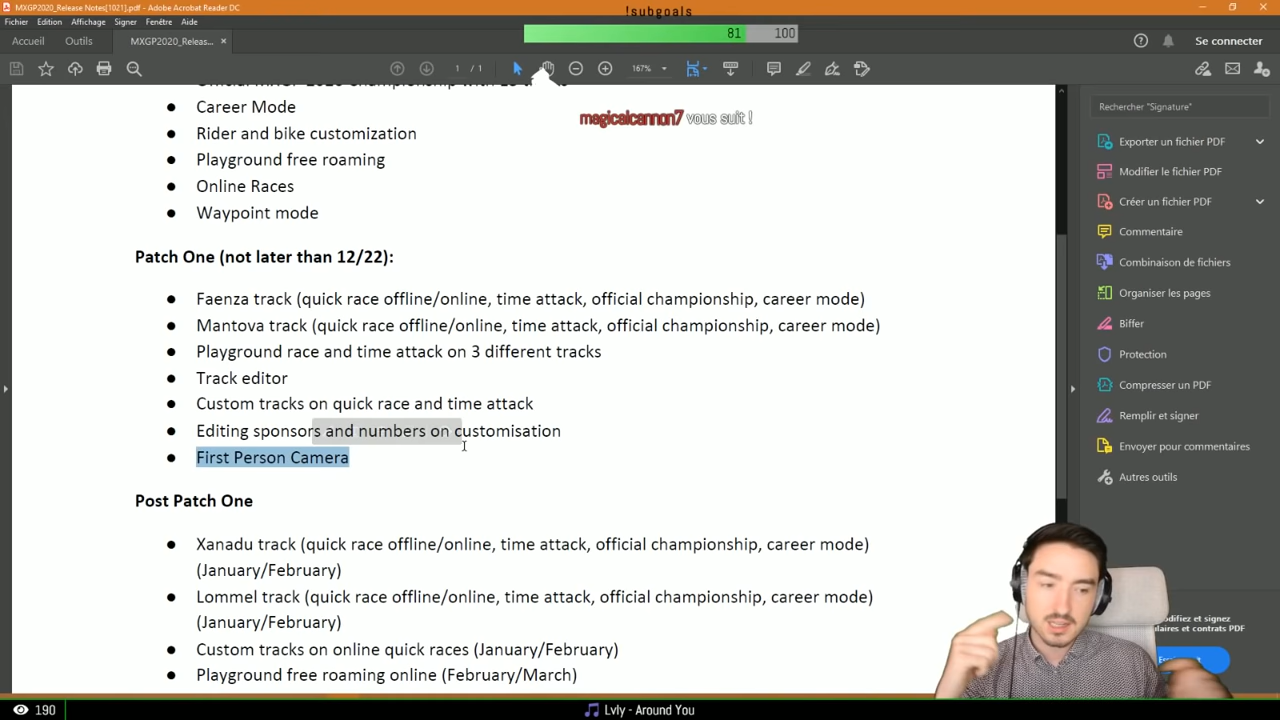 MXGP2020_Release Notes[1021].pdf - Adobe Acrobat Reader DC
!subgoals
Fichier Edition Affichage Signer Fenêtre Aide
81 100
Accueil Outils MXGP2020_Releas... × Se connecter
1 / 1 167%
magicalcannon7 vous suit !
Rechercher "Signature"
● Career Mode
● Rider and bike customization
● Playground free roaming
● Online Races
● Waypoint mode
Patch One (not later than 12/22):
● Faenza track (quick race offline/online, time attack, official championship, career mode)
● Mantova track (quick race offline/online, time attack, official championship, career mode)
● Playground race and time attack on 3 different tracks
● Track editor
● Custom tracks on quick race and time attack
● Editing sponsors and numbers on customisation
● First Person Camera
Post Patch One
● Xanadu track (quick race offline/online, time attack, official championship, career mode)
(January/February)
● Lommel track (quick race offline/online, time attack, official championship, career mode)
(January/February)
● Custom tracks on online quick races (January/February)
● Playground free roaming online (February/March)
Exporter un fichier PDF
Modifier le fichier PDF
Créer un fichier PDF
Commentaire
Combinaison de fichiers
Organiser les pages
Biffer
Protection
Compresser un PDF
Remplir et signer
Envoyer pour commentaires
Autres outils
odifiez et signez
et contrats PDF
190
Lvly - Around You